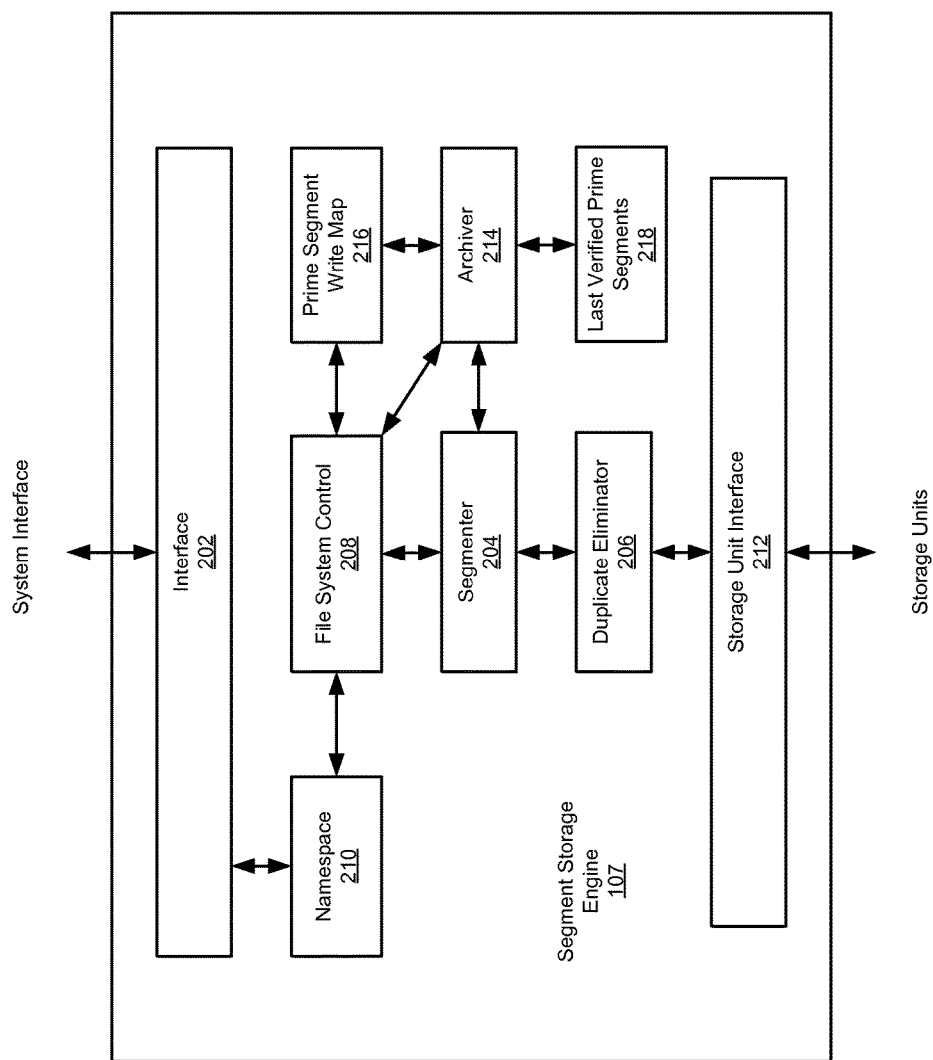 System Interface
Interface
202
Namespace
210
File System Control
208
Prime Segment
Write Map
216
Segmenter
204
Archiver
214
Duplicate Eliminator
206
Last Verified Prime
Segments
218
Segment Storage
Engine
107
Storage Unit Interface
212
Storage Units